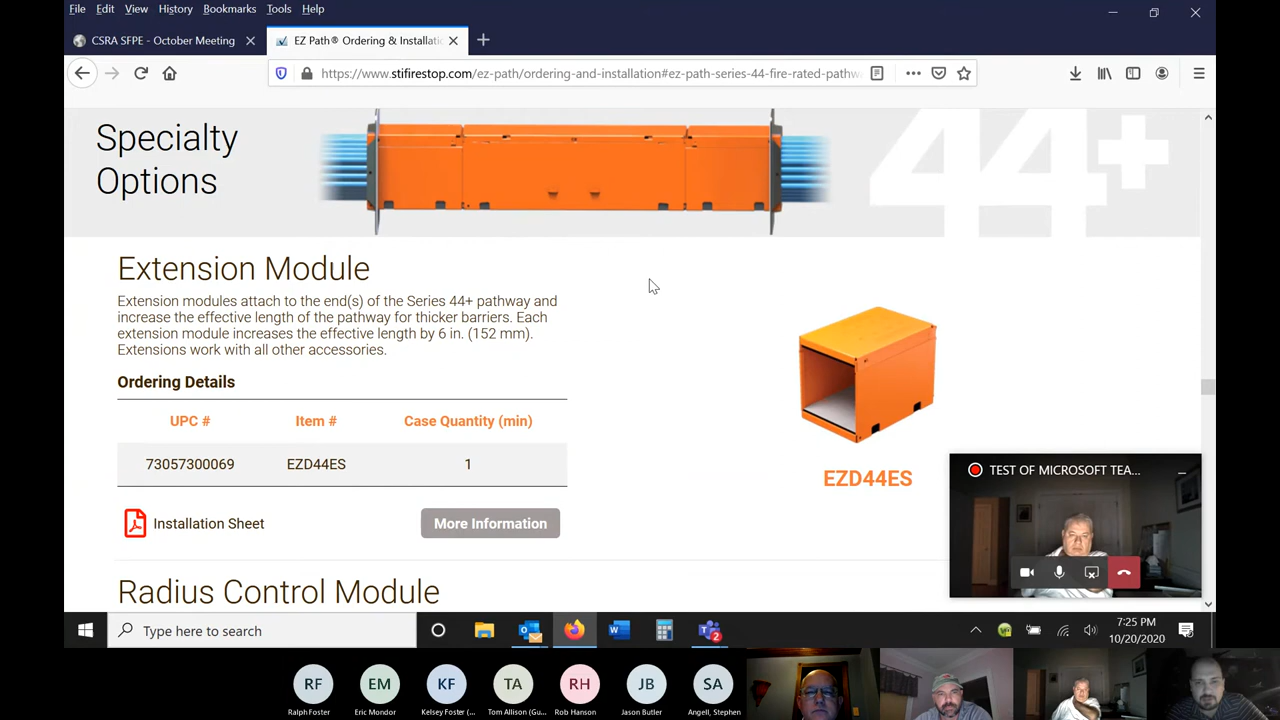 File Edit View History Bookmarks Tools Help
CSRA SFPE - October Meeting
EZ Path® Ordering & Installati
https://www.stifirestop.com/ez-path/ordering-and-installation#ez-path-series-44-fire-rated-pathw
Specialty
Options
44+
Extension Module
Extension modules attach to the end(s) of the Series 44+ pathway and
increase the effective length of the pathway for thicker barriers. Each
extension module increases the effective length by 6 in. (152 mm).
Extensions work with all other accessories.
Ordering Details
UPC # Item # Case Quantity (min)
73057300069 EZD44ES 1
EZD44ES
Installation Sheet
More Information
TEST OF MICROSOFT TEA...
Radius Control Module
Type here to search
2
7:25 PM
10/20/2020
RF EM KF TA RH JB SA
Ralph Foster Eric Mondor Kelsey Foster (... Tom Allison (Gu... Rob Hanson Jason Butler Angell, Stephen